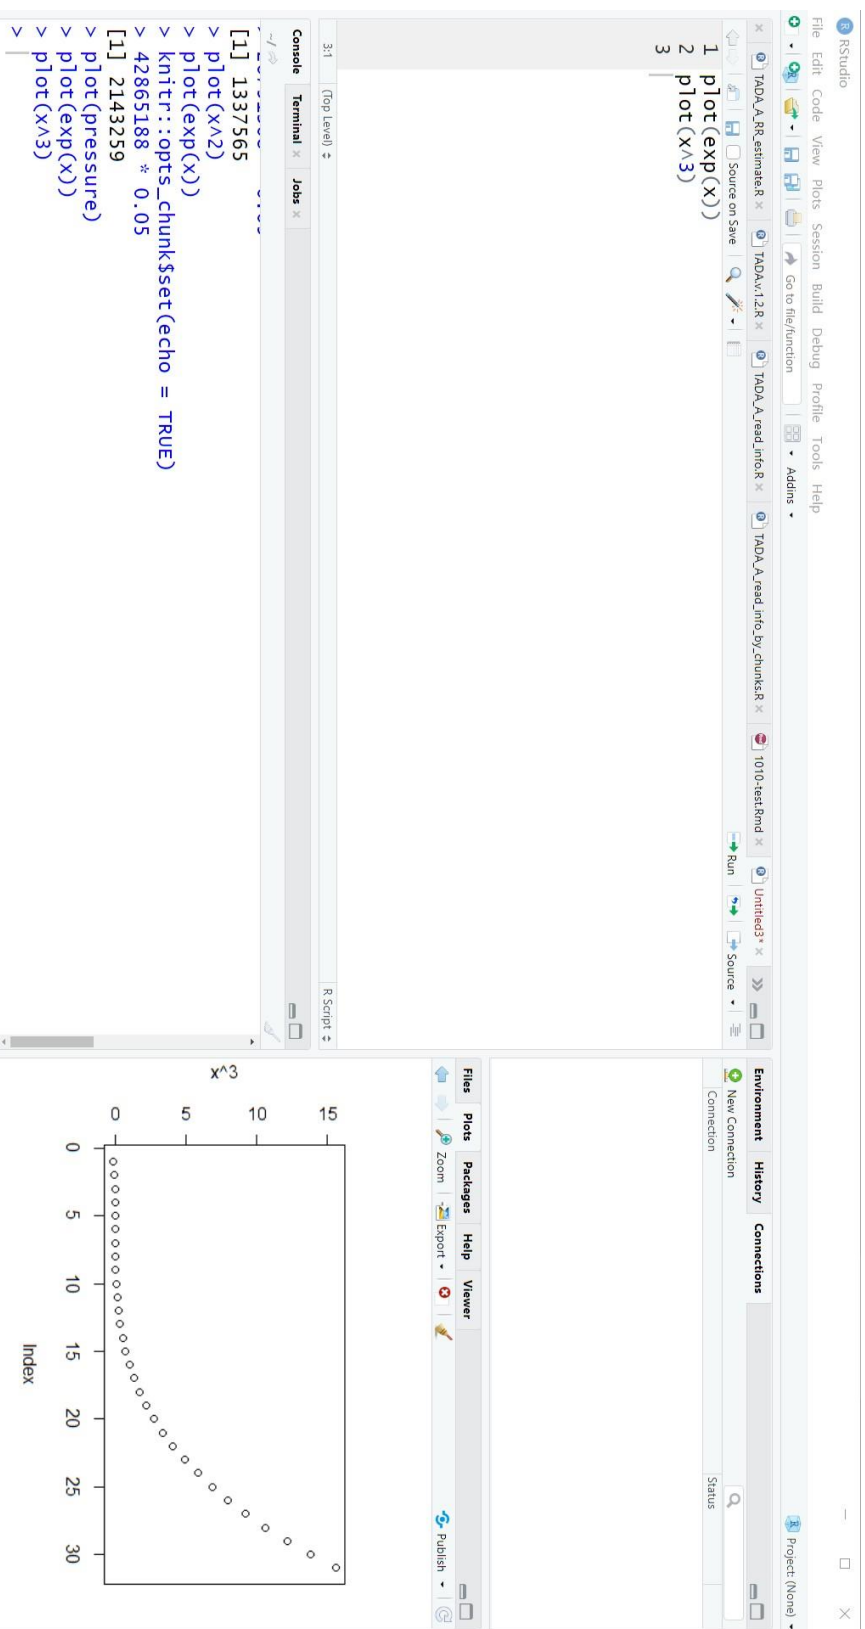 RStudio
File Edit Code View Plots Session Build Debug Profile Tools Help
Go to file/function Addins Project: (None)
TADA_A_RR_estimate.R TADA.v.1.2.R TADA_A_read_info.R TADA_A_read_info_by_chunks.R 1010-test.Rmd Untitled3*
Source on Save Run Source
1 plot(exp(x))
2 plot(x^3)
3
3:1 (Top Level) R Script
Console Terminal Jobs
~/
[1] 1337565
> plot(x^2)
> plot(exp(x))
> knitr::opts_chunk$set(echo = TRUE)
> 42865188 * 0.05
[1] 2143259
> plot(pressure)
> plot(exp(x))
> plot(x^3)
>
Environment History Connections
New Connection
Connection Status
Files Plots Packages Help Viewer
Zoom Export Publish
x^3
15
10
5
0
0 5 10 15 20 25 30
Index